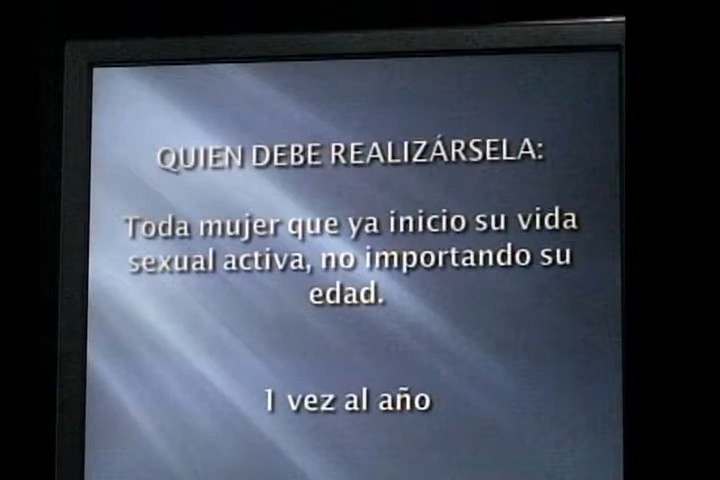 QUIEN DEBE REALIZÁRSELA:
Toda mujer que ya inicio su vida
sexual activa, no importando su
edad.
1 vez al año